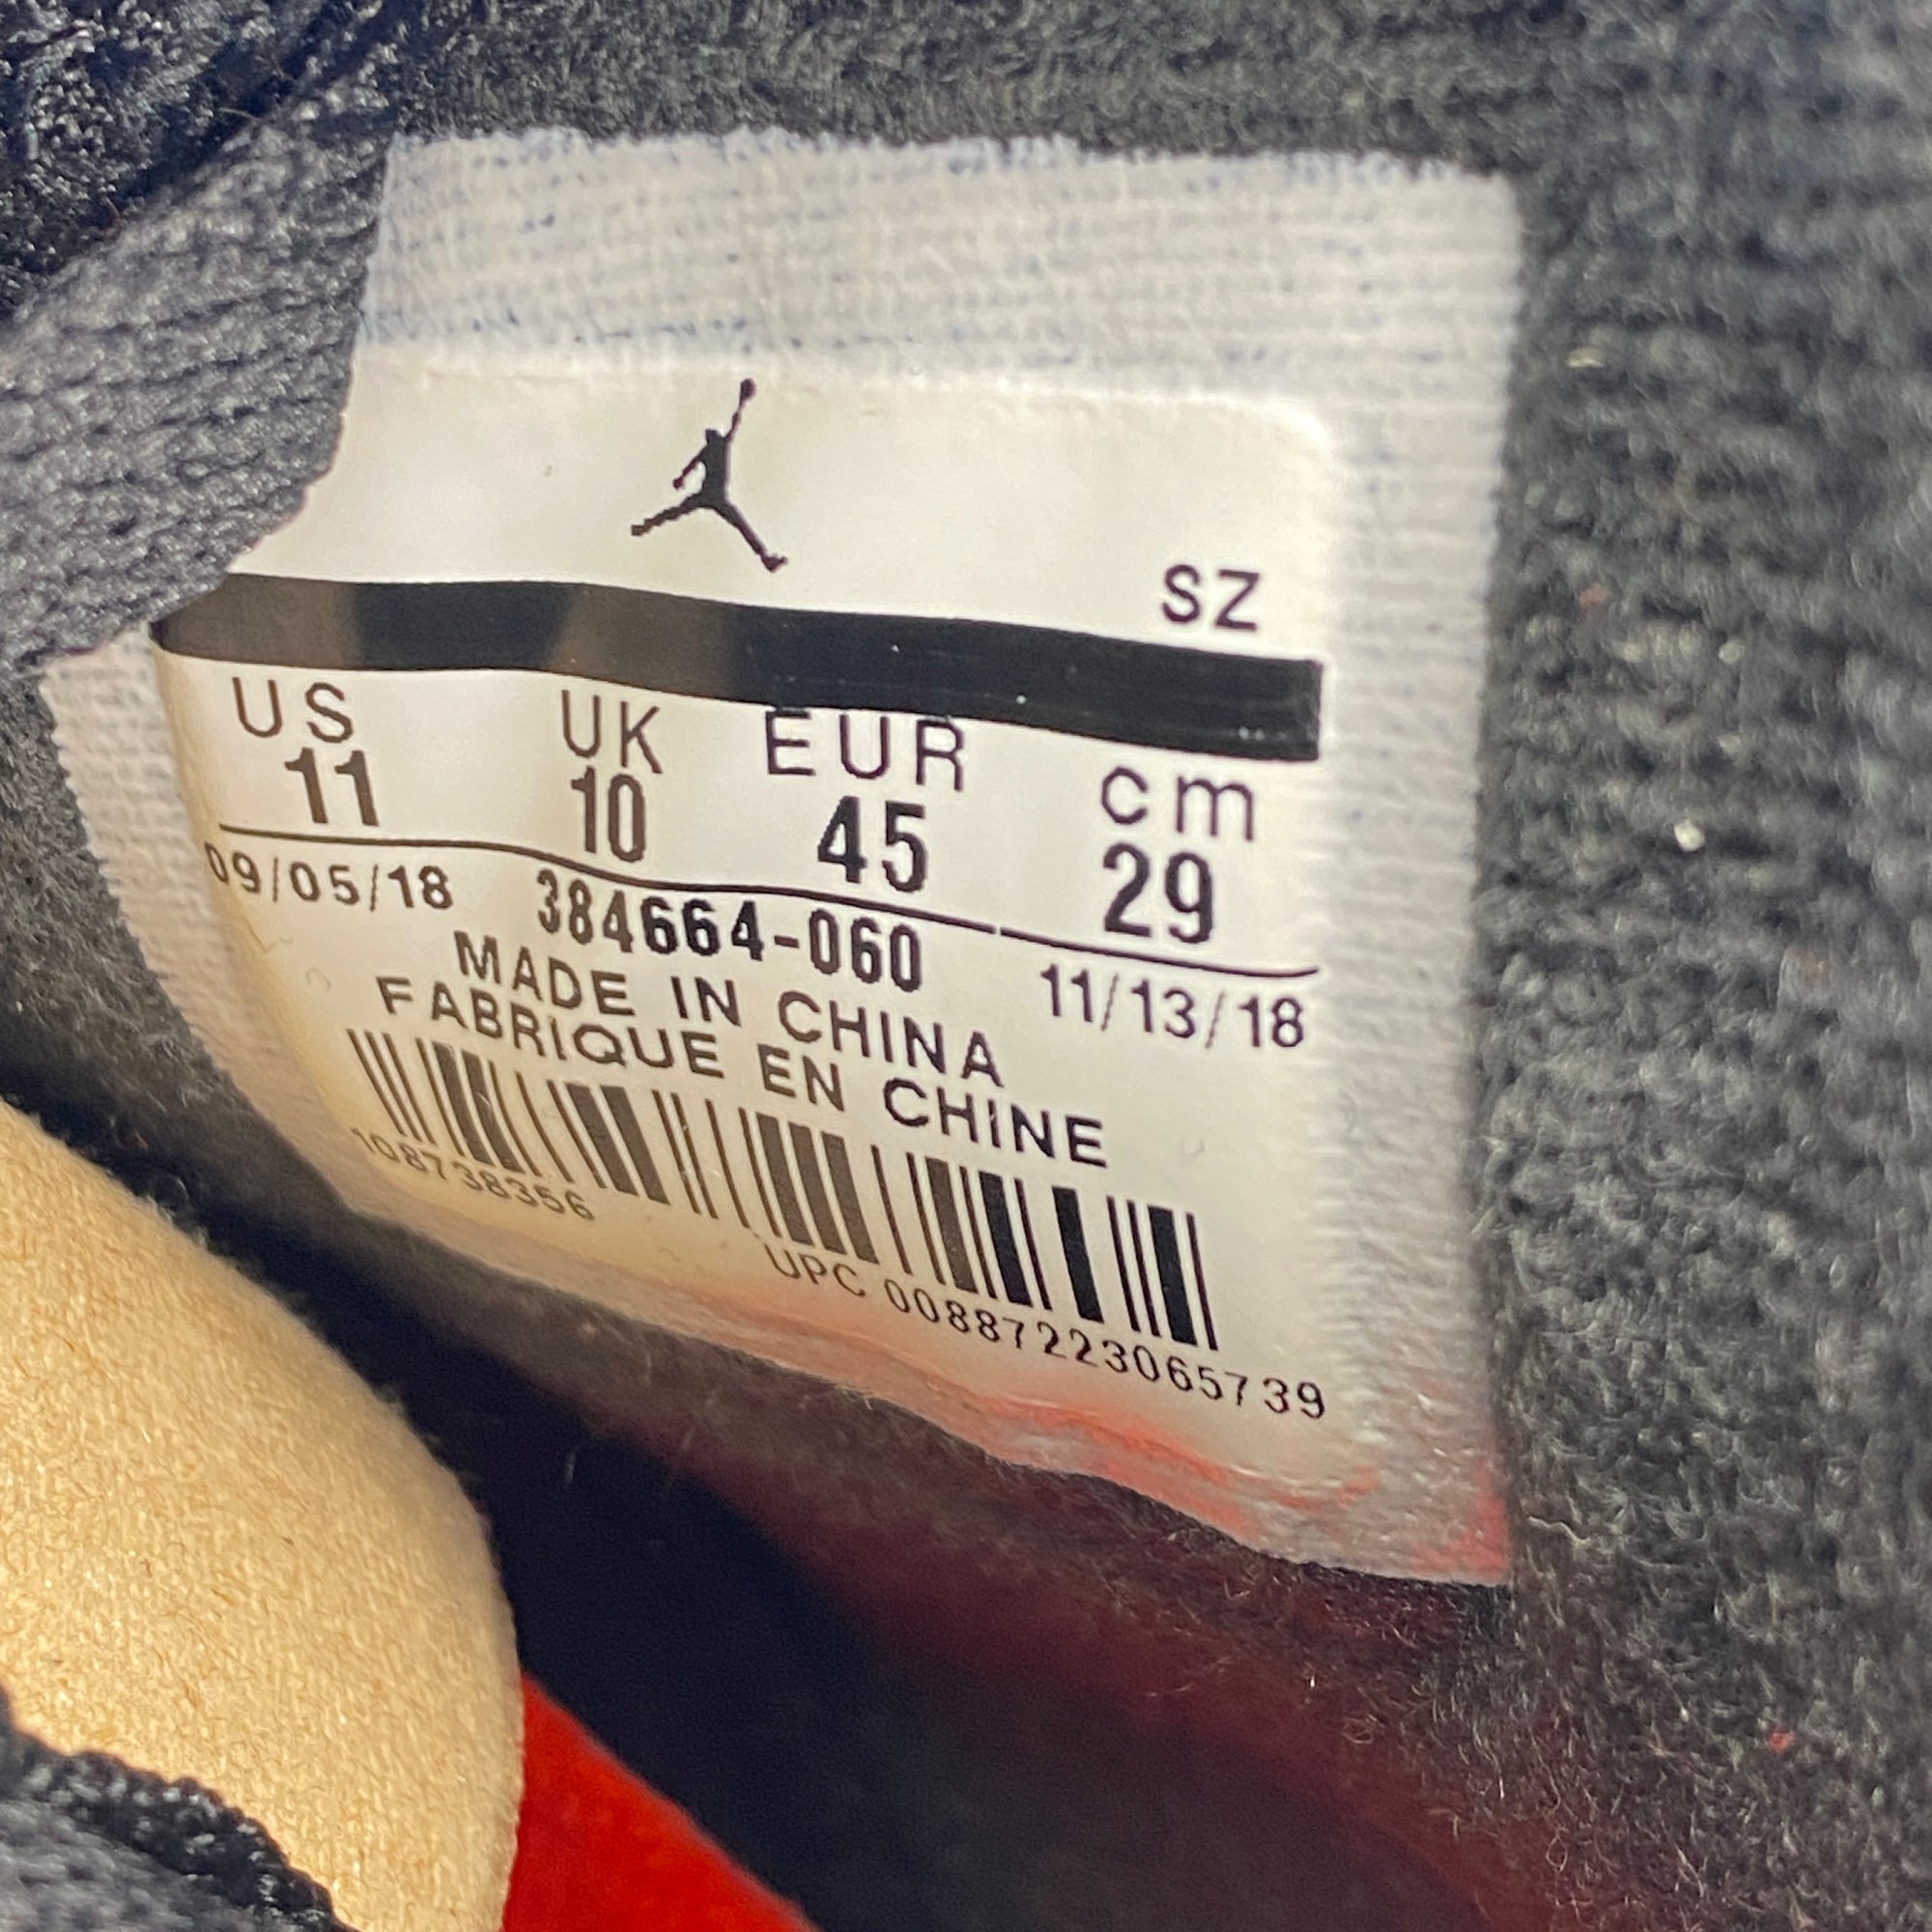 SZ
US UK EUR cm
11 10 45 29
09/05/18 384664-060 11/13/18
MADE IN CHINA
FABRIQUE EN CHINE
108738356
UPC 00887223065739